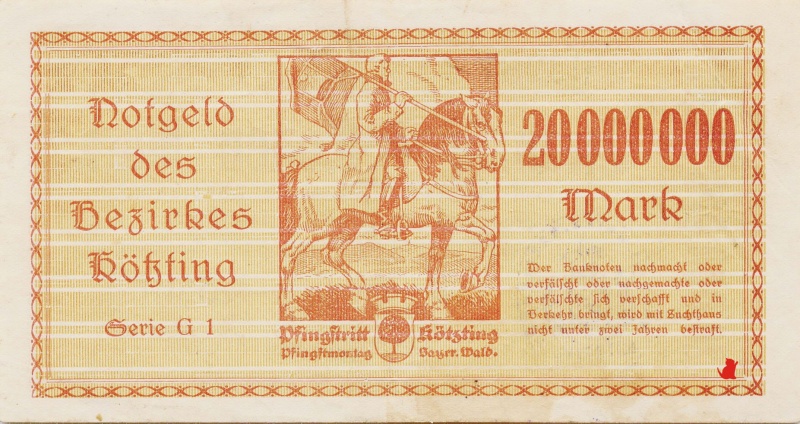 Notgeld
des
Bezirkes
Kötzting
Serie G 1
Pfingstritt Kötzting
Pfingstmontag Bayer. Wald.
20000000
Mark
Wer Banknoten nachmacht oder
verfälscht oder nachgemachte oder
verfälschte sich verschafft und in
Verkehr bringt, wird mit Zuchthaus
nicht unter zwei Jahren bestraft.